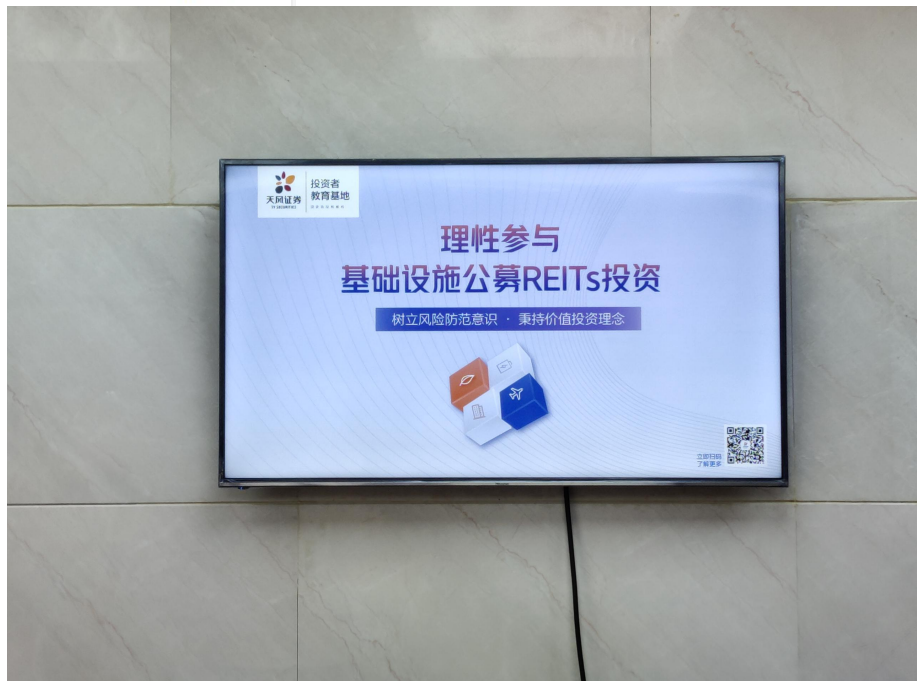 天风证券
投资者
教育基地
理性参与
基础设施公募REITs投资
树立风险防范意识 · 秉持价值投资理念
立即扫码
了解更多